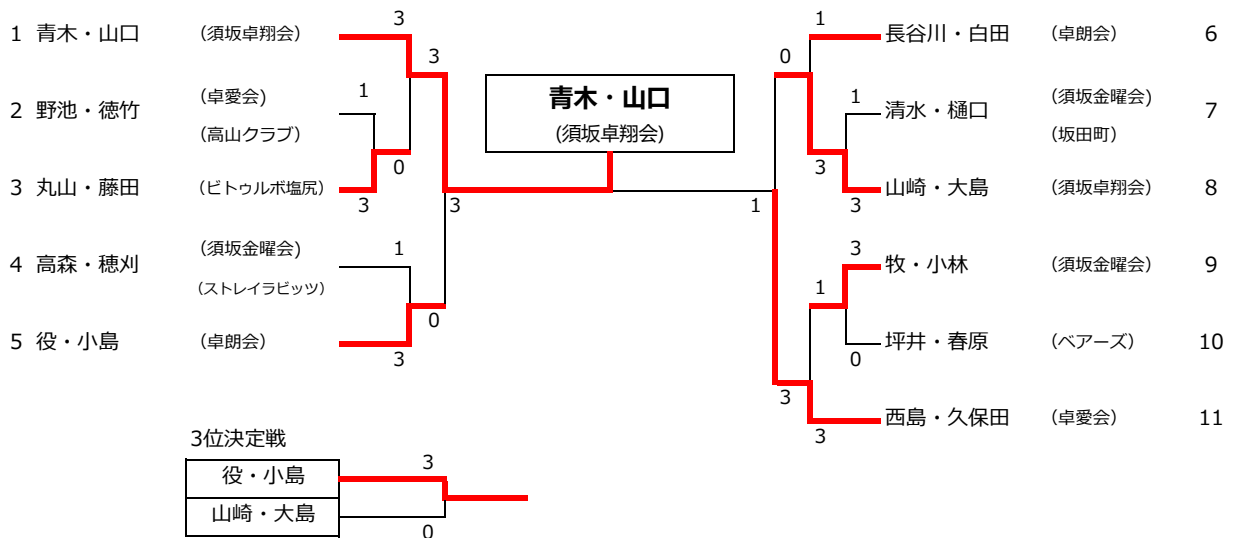 3
1 青木・山口 (須坂卓翔会)
3
2 野池・徳竹 (卓愛会) 1
(高山クラブ)
0
3 丸山・藤田 (ビトゥルボ塩尻)
3
3
4 高森・穂刈 (須坂金曜会) 1
(ストレイラビッツ)
0
5 役・小島 (卓朗会)
3
青木・山口
(須坂卓翔会)
1
長谷川・白田 (卓朗会) 6
0
1
清水・樋口 (須坂金曜会) 7
(坂田町)
3
山崎・大島 (須坂卓翔会) 8
3
1
3
牧・小林 (須坂金曜会) 9
1
坪井・春原 (ベアーズ) 10
0
3
西島・久保田 (卓愛会) 11
3
3位決定戦
役・小島 3
山崎・大島
0